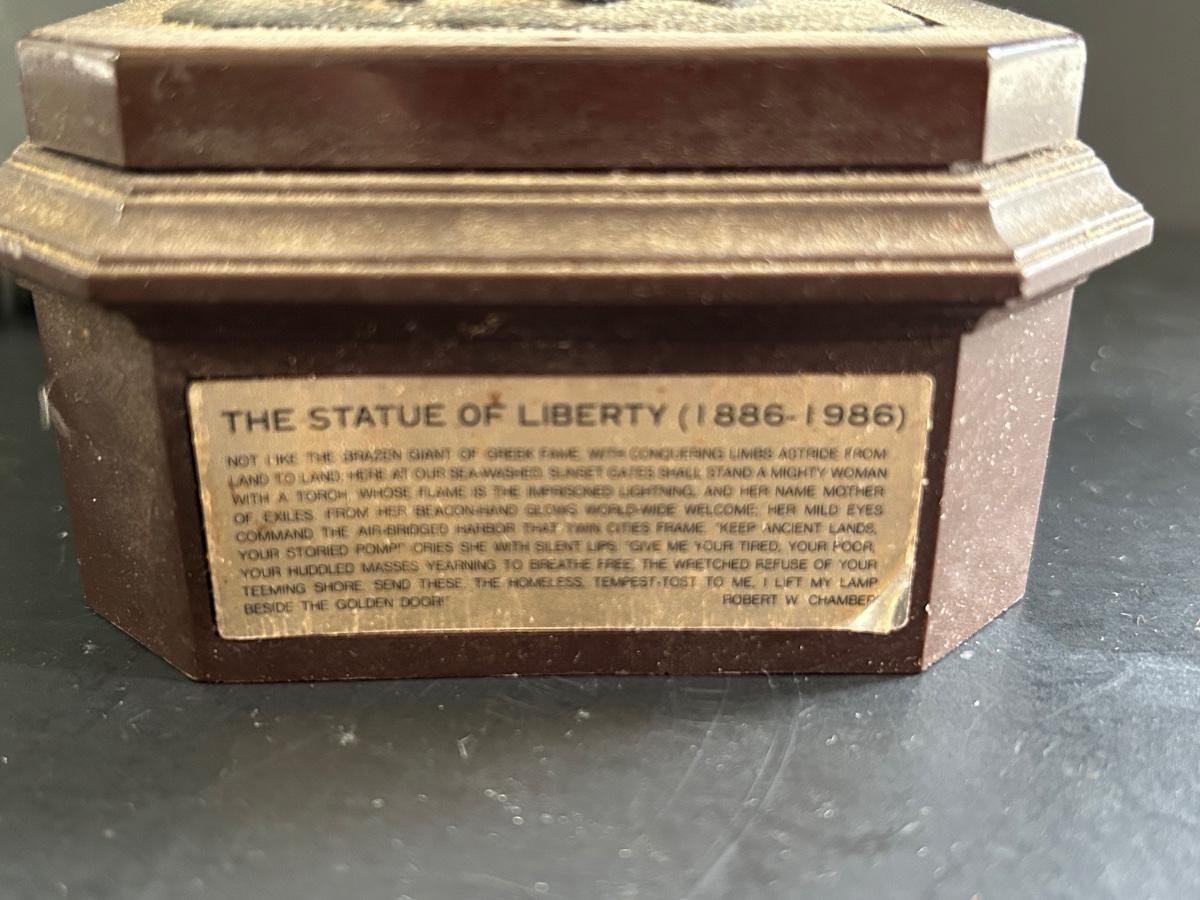 THE STATUE OF LIBERTY (1886-1986)
NOT LIKE THE BRAZEN GIANT OF GREEK FAME, WITH CONQUERING LIMBS ASTRIDE FROM
LAND TO LAND; HERE AT OUR SEA-WASHED, SUNSET GATES SHALL STAND A MIGHTY WOMAN
WITH A TORCH, WHOSE FLAME IS THE IMPRISONED LIGHTNING, AND HER NAME MOTHER
OF EXILES. FROM HER BEACON-HAND GLOWS WORLD-WIDE WELCOME; HER MILD EYES
COMMAND THE AIR-BRIDGED HARBOR THAT TWIN CITIES FRAME. "KEEP ANCIENT LANDS,
YOUR STORIED POMP!" CRIES SHE WITH SILENT LIPS. "GIVE ME YOUR TIRED, YOUR POOR,
YOUR HUDDLED MASSES YEARNING TO BREATHE FREE, THE WRETCHED REFUSE OF YOUR
TEEMING SHORE. SEND THESE, THE HOMELESS, TEMPEST-TOST TO ME, I LIFT MY LAMP
BESIDE THE GOLDEN DOOR!" ROBERT W. CHAMBERS